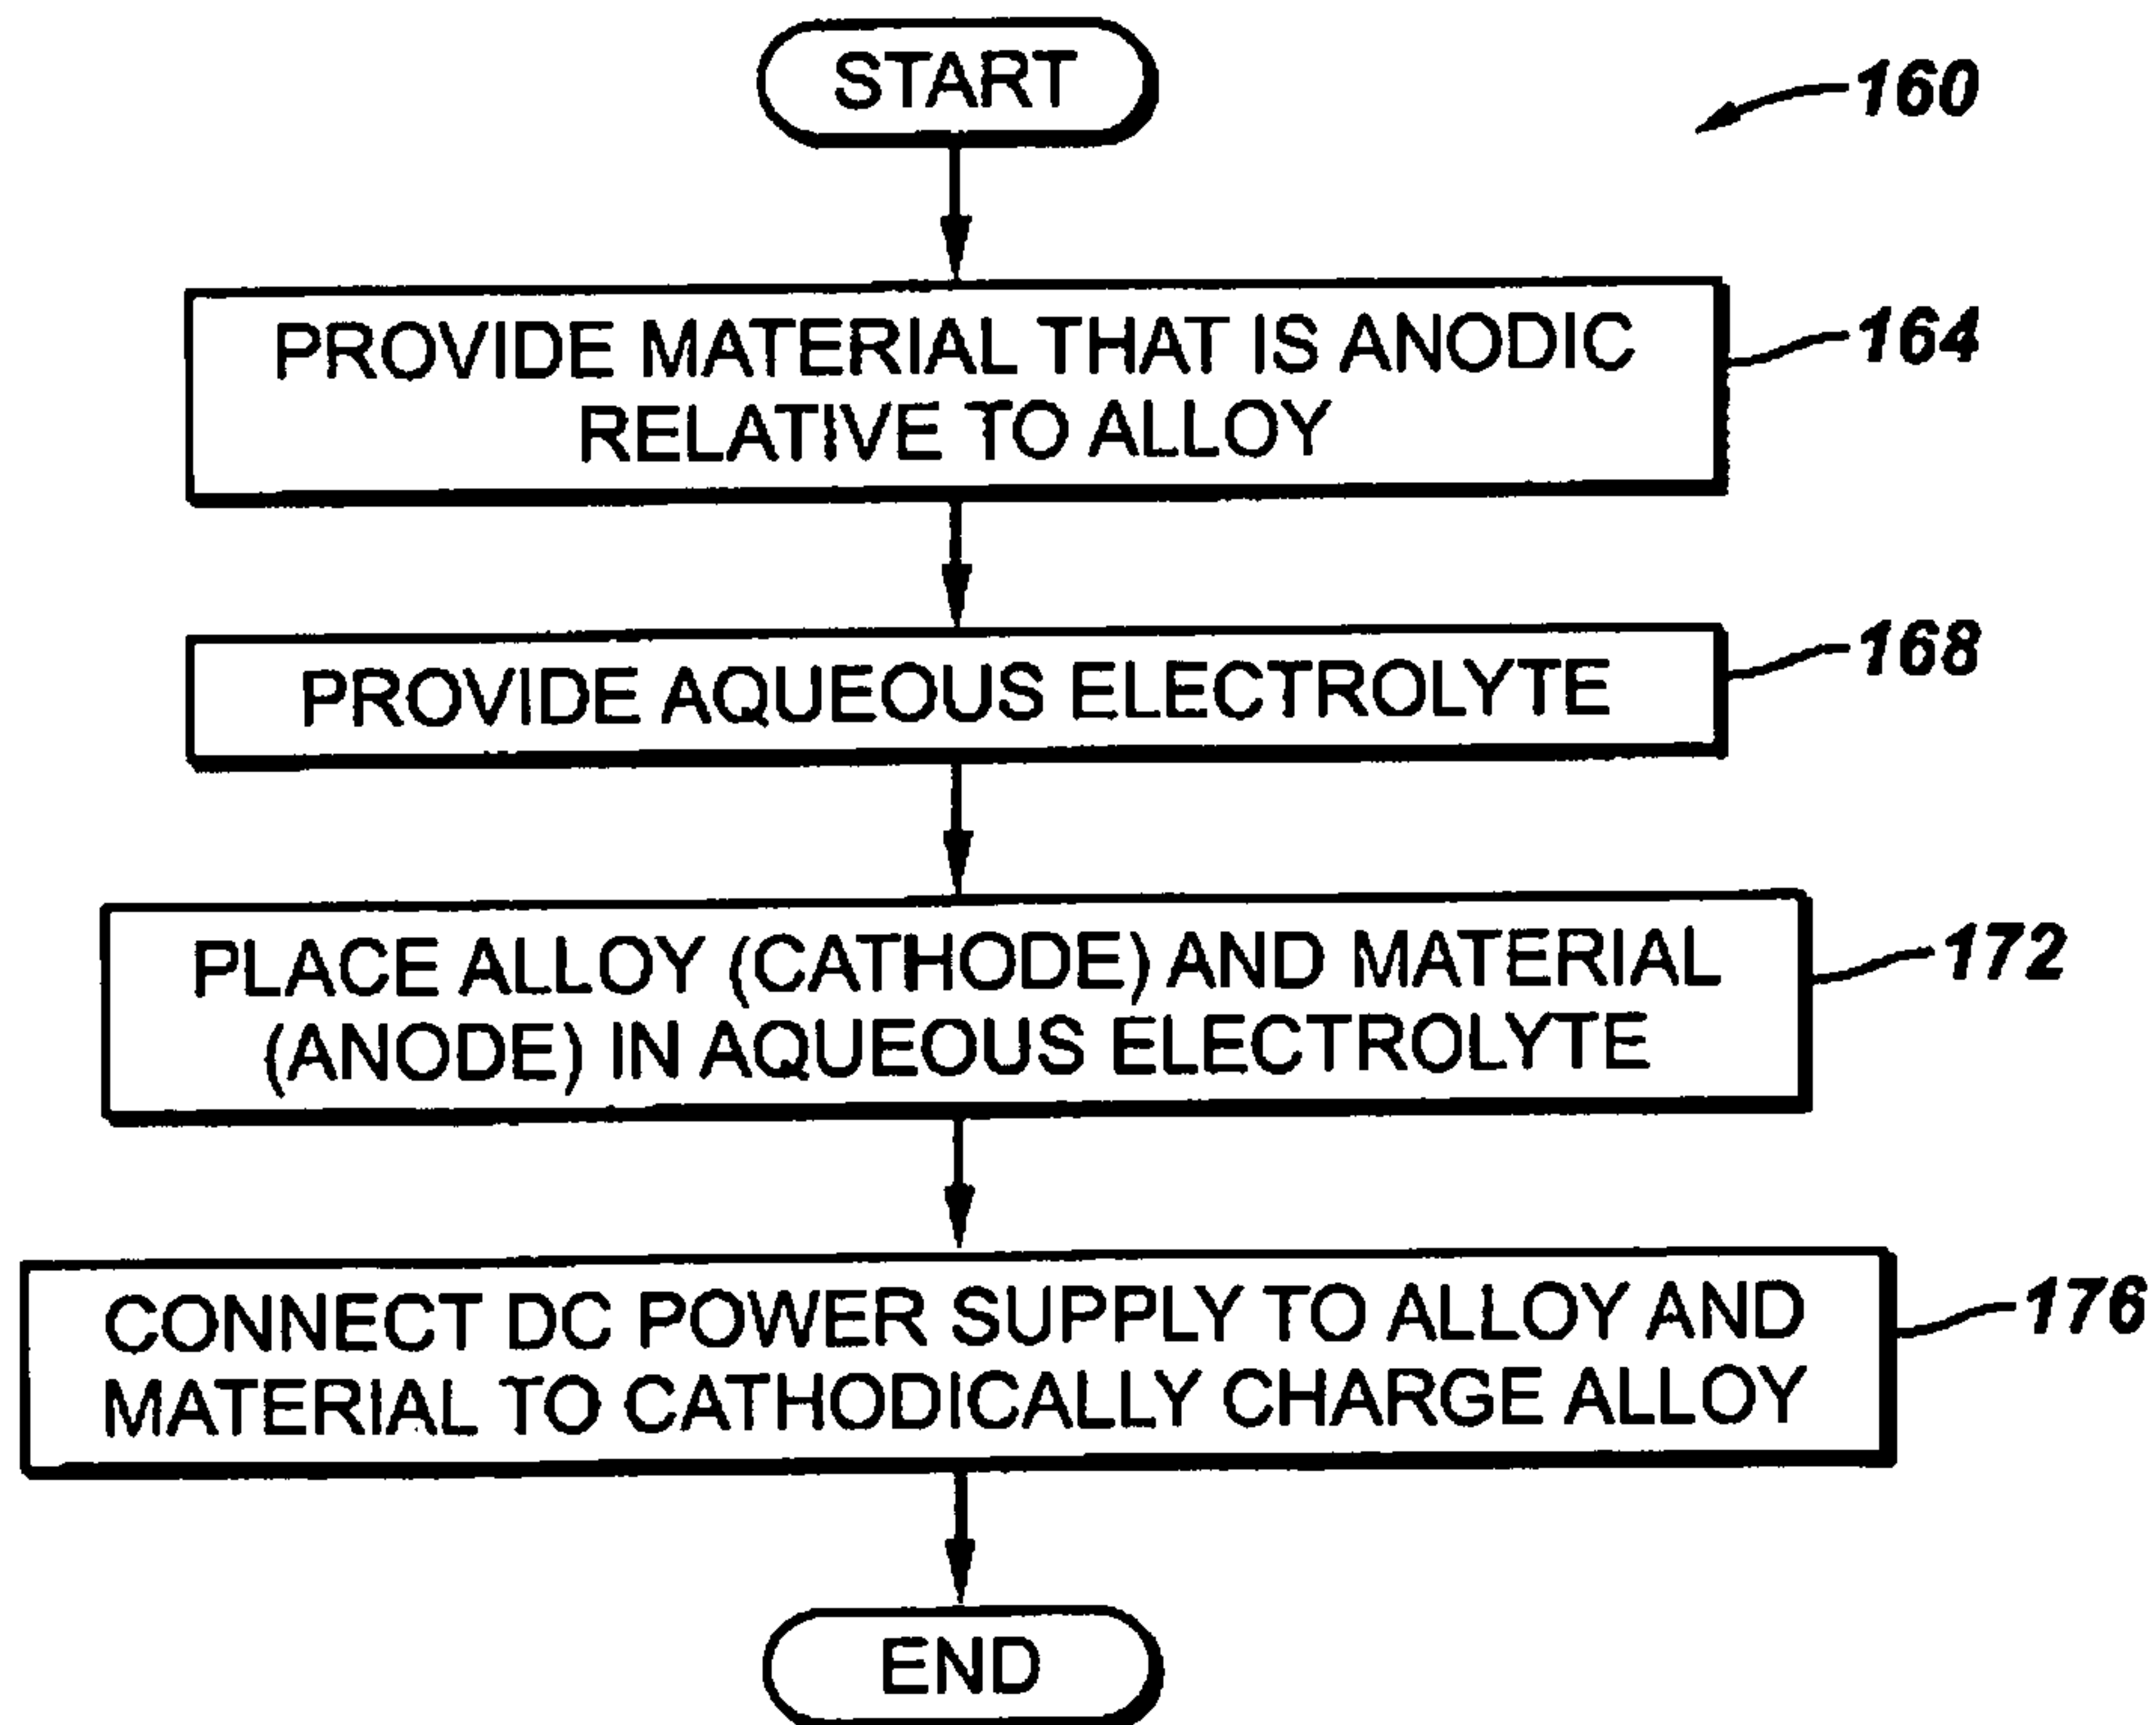 START
160
PROVIDE MATERIAL THAT IS ANODIC
RELATIVE TO ALLOY
164
PROVIDE AQUEOUS ELECTROLYTE
168
PLACE ALLOY (CATHODE) AND MATERIAL
(ANODE) IN AQUEOUS ELECTROLYTE
172
CONNECT DC POWER SUPPLY TO ALLOY AND
MATERIAL TO CATHODICALLY CHARGE ALLOY
176
END